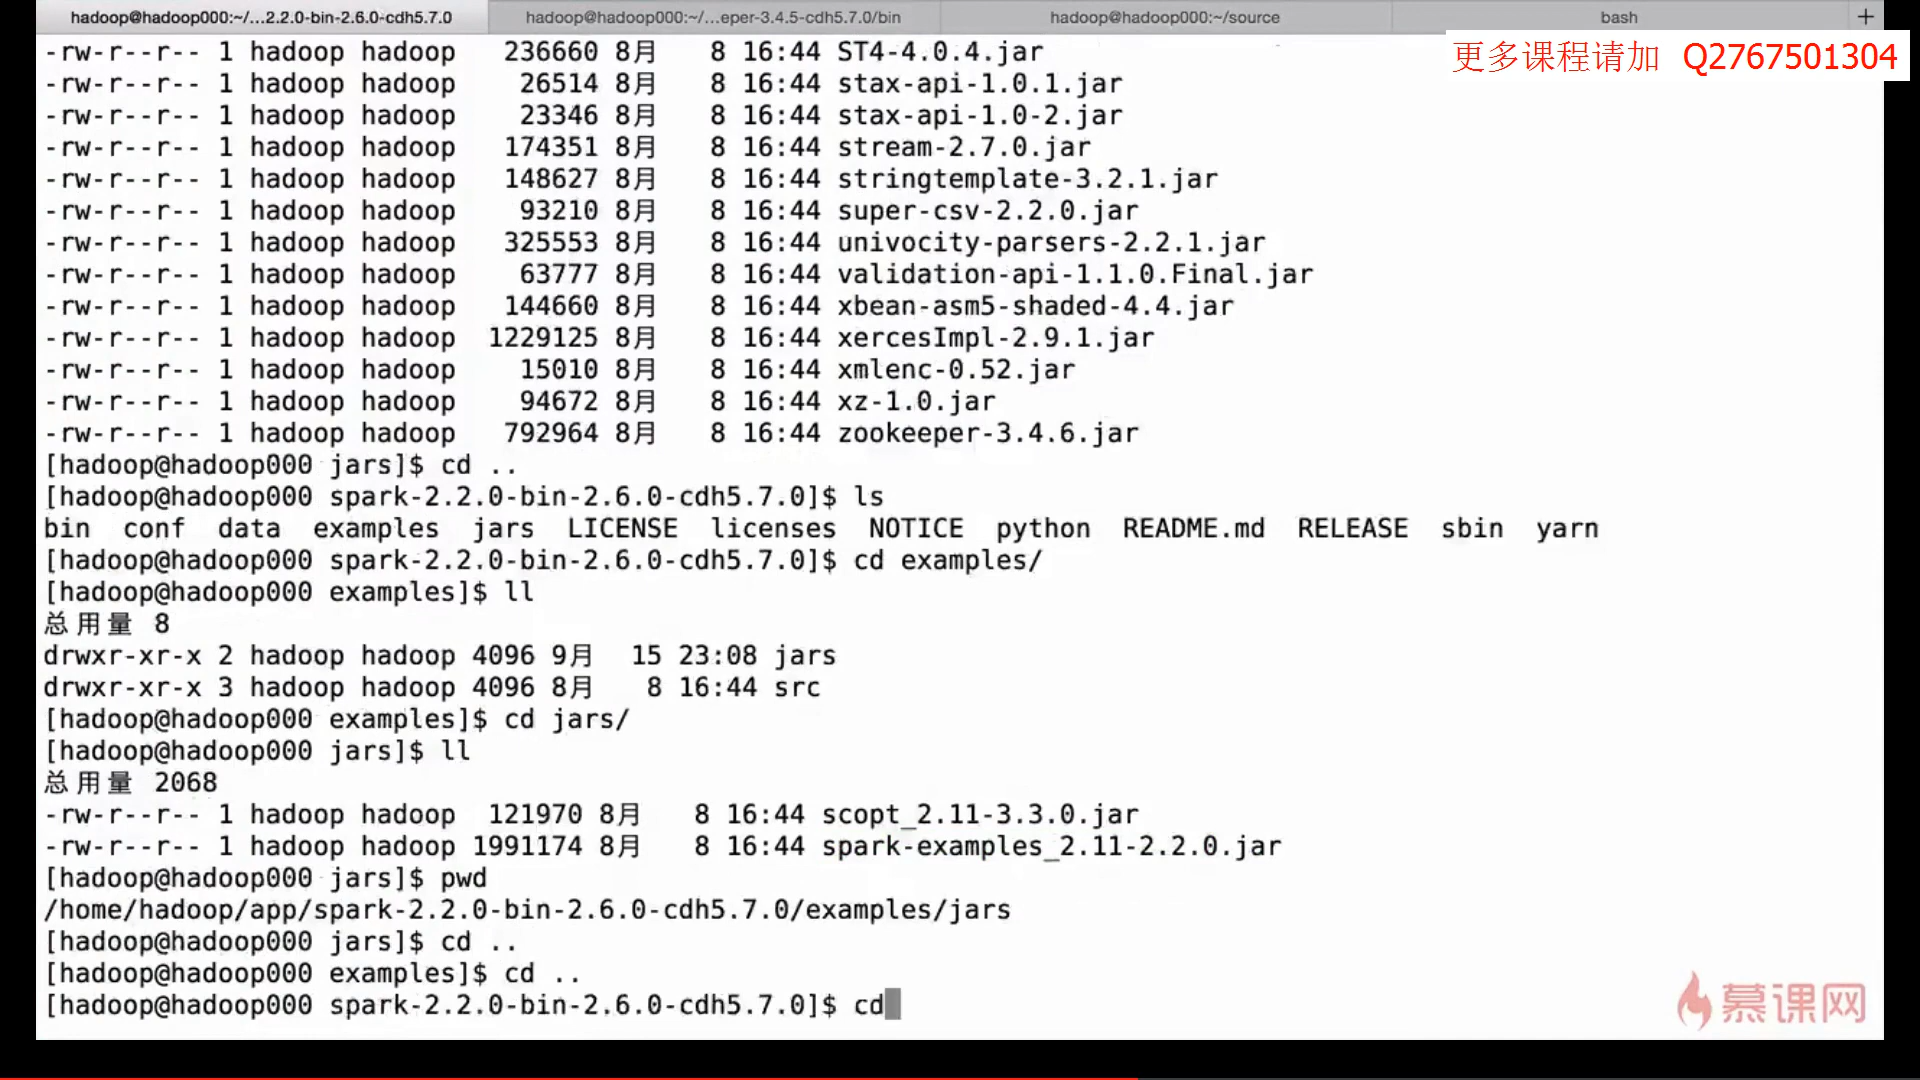 hadoop@hadoop000:~/...2.2.0-bin-2.6.0-cdh5.7.0 hadoop@hadoop000:~/...eper-3.4.5-cdh5.7.0/bin hadoop@hadoop000:~/source bash +
更多课程请加 Q2767501304
-rw-r--r-- 1 hadoop hadoop 236660 8月 8 16:44 ST4-4.0.4.jar
-rw-r--r-- 1 hadoop hadoop 26514 8月 8 16:44 stax-api-1.0.1.jar
-rw-r--r-- 1 hadoop hadoop 23346 8月 8 16:44 stax-api-1.0-2.jar
-rw-r--r-- 1 hadoop hadoop 174351 8月 8 16:44 stream-2.7.0.jar
-rw-r--r-- 1 hadoop hadoop 148627 8月 8 16:44 stringtemplate-3.2.1.jar
-rw-r--r-- 1 hadoop hadoop 93210 8月 8 16:44 super-csv-2.2.0.jar
-rw-r--r-- 1 hadoop hadoop 325553 8月 8 16:44 univocity-parsers-2.2.1.jar
-rw-r--r-- 1 hadoop hadoop 63777 8月 8 16:44 validation-api-1.1.0.Final.jar
-rw-r--r-- 1 hadoop hadoop 144660 8月 8 16:44 xbean-asm5-shaded-4.4.jar
-rw-r--r-- 1 hadoop hadoop 1229125 8月 8 16:44 xercesImpl-2.9.1.jar
-rw-r--r-- 1 hadoop hadoop 15010 8月 8 16:44 xmlenc-0.52.jar
-rw-r--r-- 1 hadoop hadoop 94672 8月 8 16:44 xz-1.0.jar
-rw-r--r-- 1 hadoop hadoop 792964 8月 8 16:44 zookeeper-3.4.6.jar
[hadoop@hadoop000 jars]$ cd ..
[hadoop@hadoop000 spark-2.2.0-bin-2.6.0-cdh5.7.0]$ ls
bin conf data examples jars LICENSE licenses NOTICE python README.md RELEASE sbin yarn
[hadoop@hadoop000 spark-2.2.0-bin-2.6.0-cdh5.7.0]$ cd examples/
[hadoop@hadoop000 examples]$ ll
总用量 8
drwxr-xr-x 2 hadoop hadoop 4096 9月 15 23:08 jars
drwxr-xr-x 3 hadoop hadoop 4096 8月 8 16:44 src
[hadoop@hadoop000 examples]$ cd jars/
[hadoop@hadoop000 jars]$ ll
总用量 2068
-rw-r--r-- 1 hadoop hadoop 121970 8月 8 16:44 scopt_2.11-3.3.0.jar
-rw-r--r-- 1 hadoop hadoop 1991174 8月 8 16:44 spark-examples_2.11-2.2.0.jar
[hadoop@hadoop000 jars]$ pwd
/home/hadoop/app/spark-2.2.0-bin-2.6.0-cdh5.7.0/examples/jars
[hadoop@hadoop000 jars]$ cd ..
[hadoop@hadoop000 examples]$ cd ..
[hadoop@hadoop000 spark-2.2.0-bin-2.6.0-cdh5.7.0]$ cd
慕课网